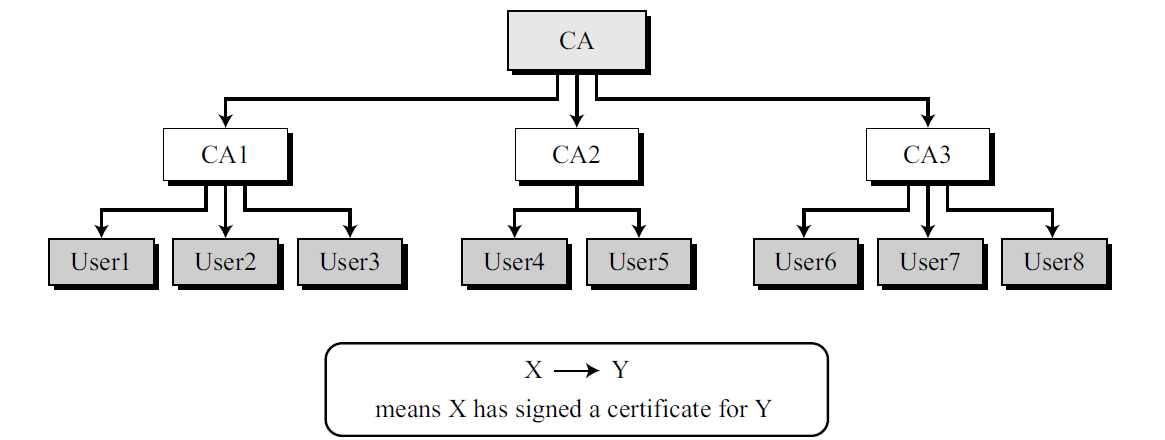 CA
CA1 CA2 CA3
User1 User2 User3 User4 User5 User6 User7 User8
X → Y
means X has signed a certificate for Y